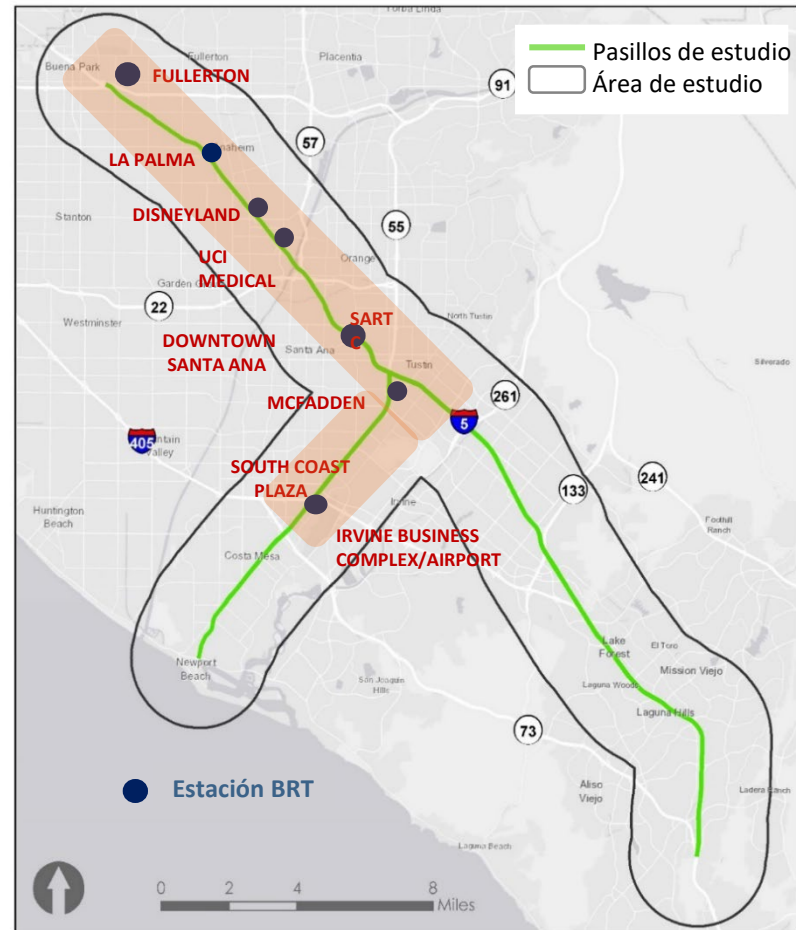 Yorba Linda
Pasillos de estudio
Área de estudio
Buena Park
Fullerton
Placentia
FULLERTON
91
57
LA PALMA
naheim
DISNEYLAND
Stanton
55
UCI
MEDICAL
Orange
Garden G
22
North Tustin
Westminster
SART
C
DOWNTOWN
SANTA ANA
Santa Ana
Tustin
Silverado
MCFADDEN
261
5
405
ntain
Valley
SOUTH COAST
PLAZA
241
133
Irvine
Huntington
Beach
Foothill
Ranch
IRVINE BUSINESS
COMPLEX/AIRPORT
Costa Mesa
Lake
Forest
El Toro
Newport
Beach
Mission Viejo
San Joaquin
Hills
Laguna Woods
Laguna Hills
73
Estación BRT
Aliso
Viejo
Ladera Ranch
Laguna Beach
0 2 4 8
Miles